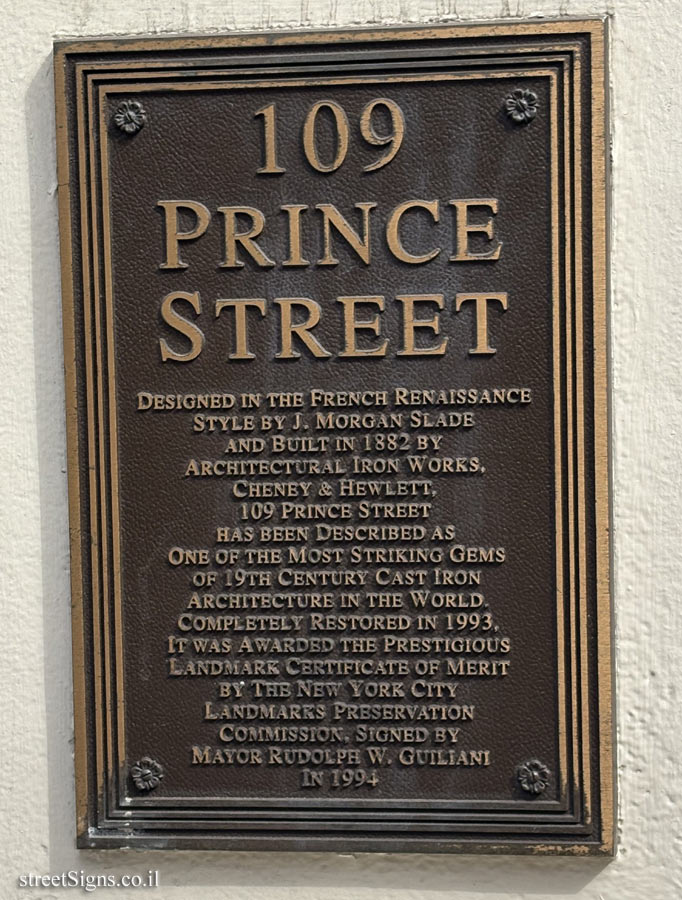 109
PRINCE
STREET
DESIGNED IN THE FRENCH RENAISSANCE
STYLE BY J. MORGAN SLADE
AND BUILT IN 1882 BY
ARCHITECTURAL IRON WORKS,
CHENEY & HEWLETT,
109 PRINCE STREET
HAS BEEN DESCRIBED AS
ONE OF THE MOST STRIKING GEMS
OF 19TH CENTURY CAST IRON
ARCHITECTURE IN THE WORLD.
COMPLETELY RESTORED IN 1993,
IT WAS AWARDED THE PRESTIGIOUS
LANDMARK CERTIFICATE OF MERIT
BY THE NEW YORK CITY
LANDMARKS PRESERVATION
COMMISSION, SIGNED BY
MAYOR RUDOLPH W. GUILIANI
IN 1994
streetSigns.co.il